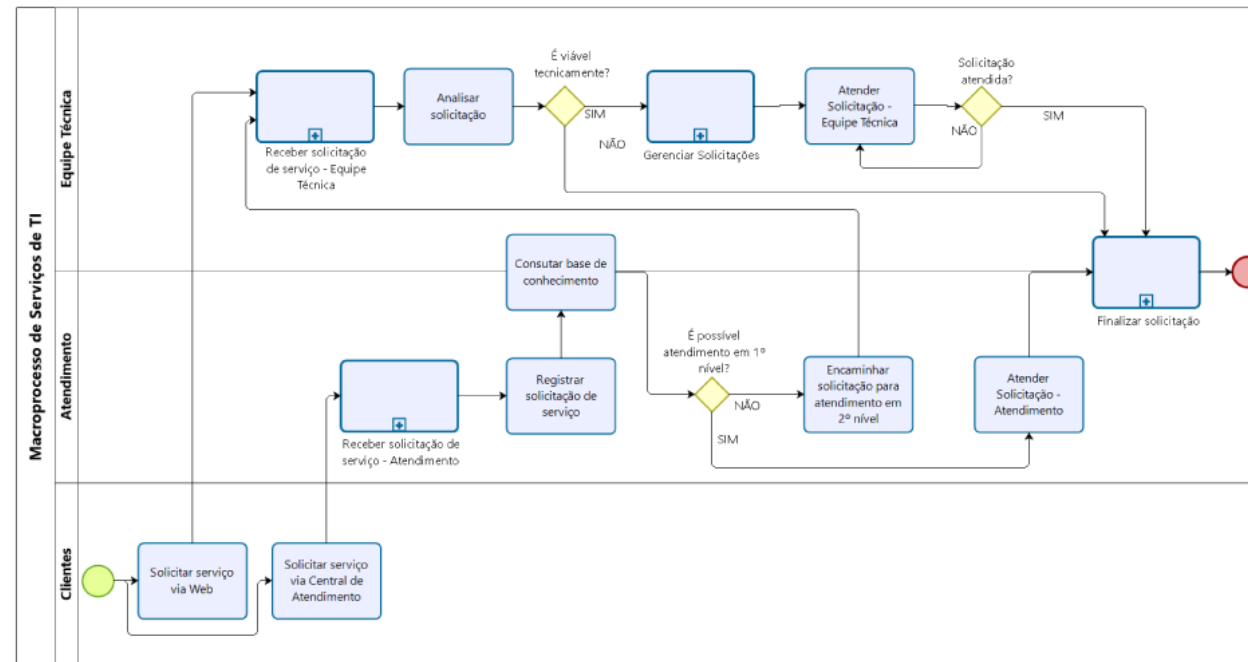 Macroprocesso de Serviços de TI
Equipe Técnica
Receber solicitação
de serviço - Equipe
Técnica
Analisar
solicitação
É viável
tecnicamente?
SIM
NÃO
Gerenciar Solicitações
Atender
Solicitação -
Equipe Técnica
Solicitação
atendida?
NÃO
SIM
Atendimento
Consutar base de
conhecimento
Receber solicitação de
serviço - Atendimento
Registrar
solicitação de
serviço
É possível
atendimento em 1º
nível?
NÃO
SIM
Encaminhar
solicitação para
atendimento em
2º nível
Atender
Solicitação -
Atendimento
Finalizar solicitação
Clientes
Solicitar serviço
via Web
Solicitar serviço
via Central de
Atendimento